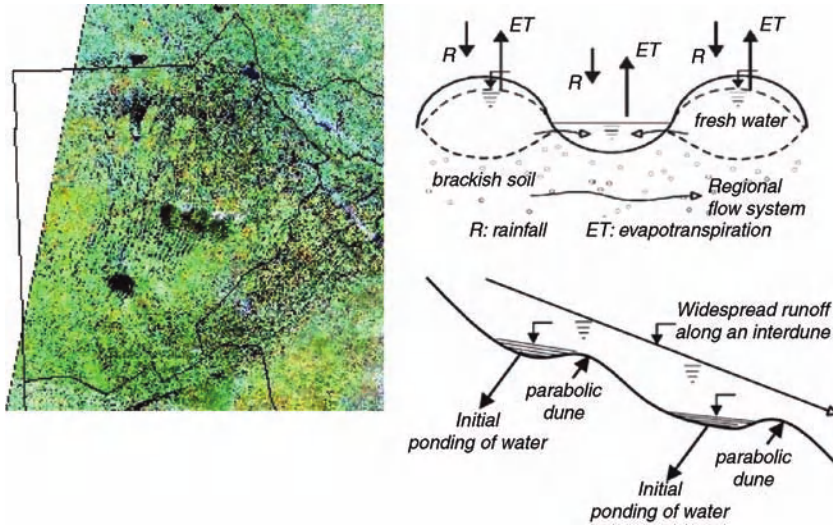 ET
ET
R
ET
R
R
fresh water
brackish soil
Regional
flow system
R: rainfall ET: evapotranspiration
Widespread runoff
along an interdune
parabolic
dune
Initial
ponding of water
parabolic
dune
Initial
ponding of water